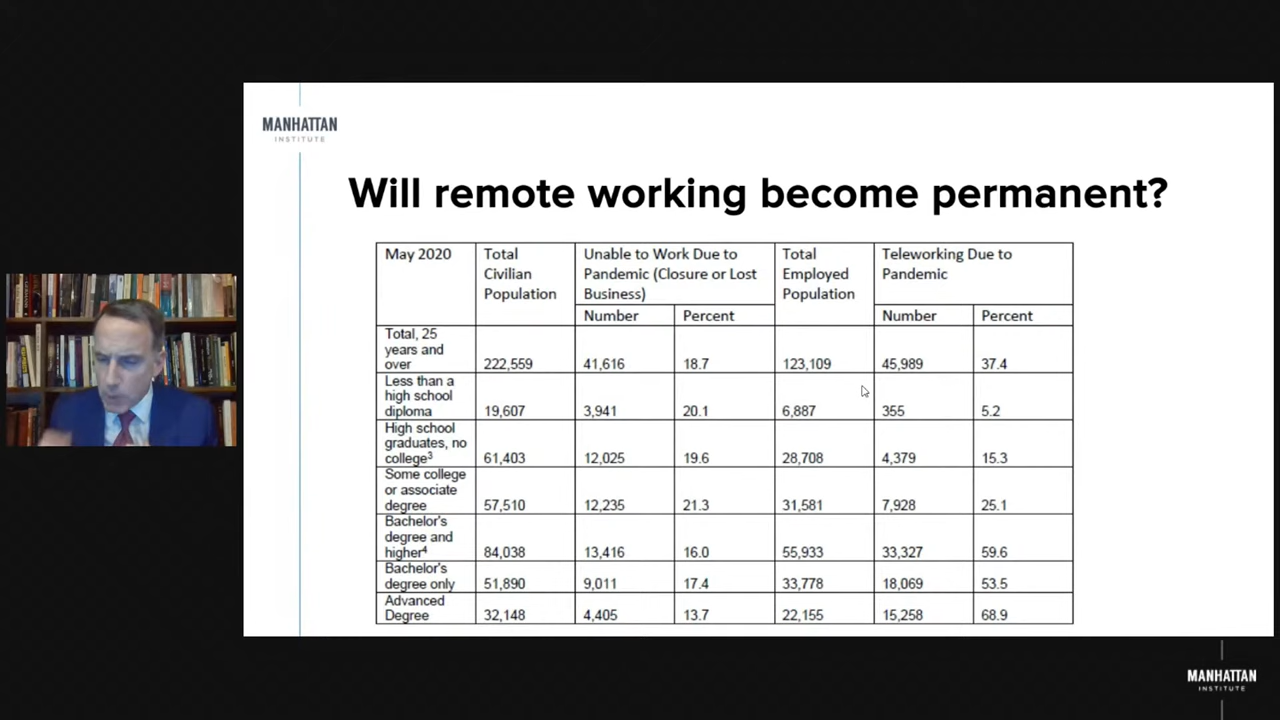 MANHATTAN
INSTITUTE
Will remote working become permanent?
May 2020
Total
Civilian
Population
Unable to Work Due to
Pandemic (Closure or Lost
Business)
Total
Employed
Population
Teleworking Due to
Pandemic
Number
Percent
Number
Percent
Total, 25
years and
over
222,559
41,616
18.7
123,109
45,989
37.4
Less than a
high school
diploma
19,607
3,941
20.1
6,887
355
5.2
High school
graduates, no
college³
61,403
12,025
19.6
28,708
4,379
15.3
Some college
or associate
degree
57,510
12,235
21.3
31,581
7,928
25.1
Bachelor's
degree and
higher⁴
84,038
13,416
16.0
55,933
33,327
59.6
Bachelor's
degree only
51,890
9,011
17.4
33,778
18,069
53.5
Advanced
Degree
32,148
4,405
13.7
22,155
15,258
68.9
MANHATTAN
INSTITUTE